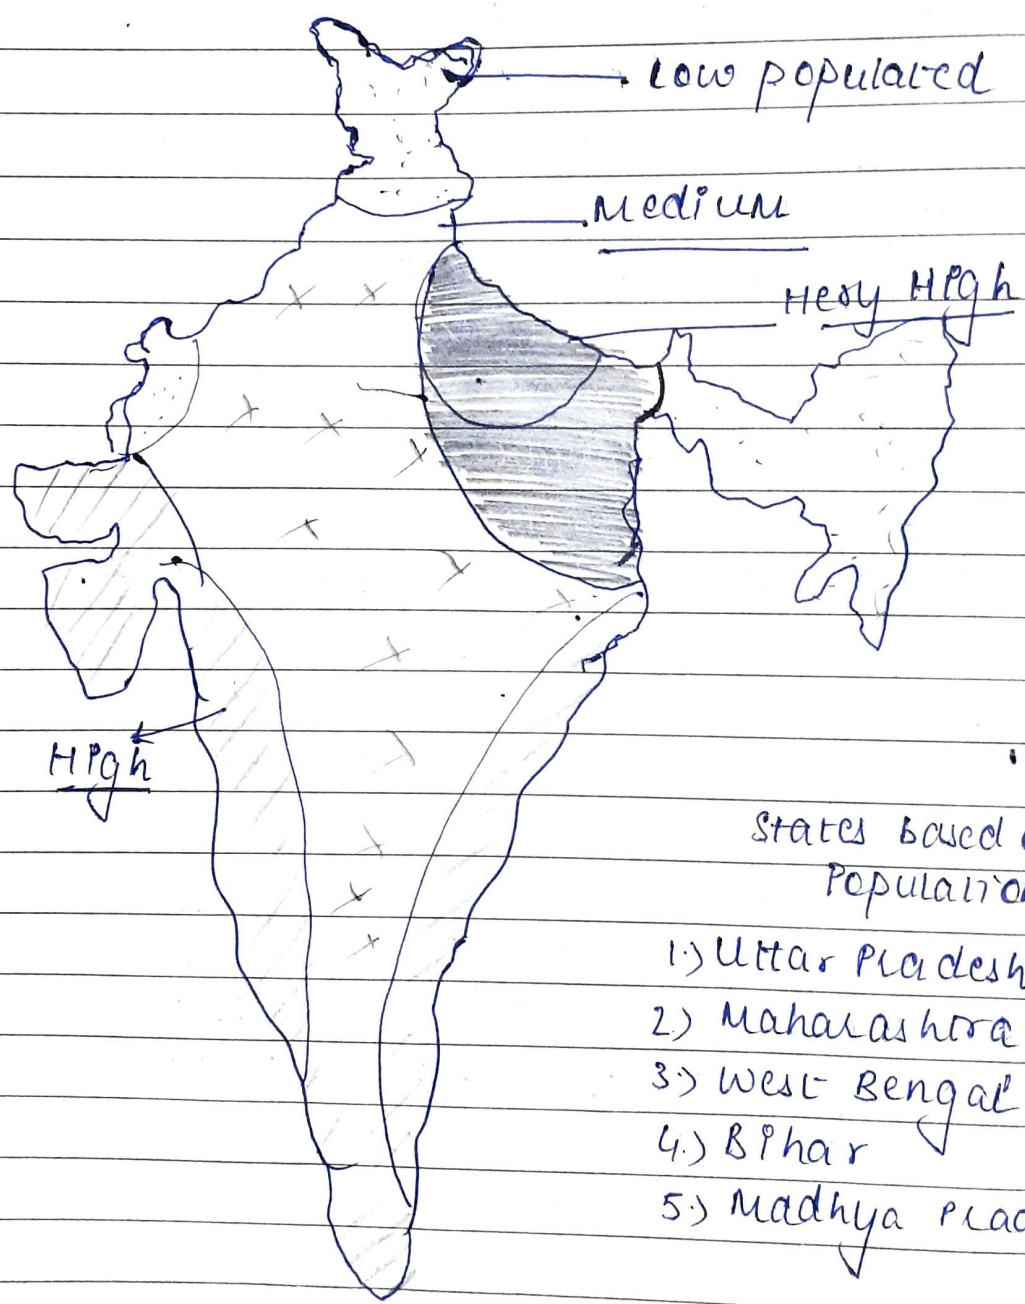 Low populated
Medium
Hery High
High
States Based
Population
1.) Uttar Pradesh
2.) Maharashtra
3.) West Bengal
4.) Bihar
5.) Madhya Prad